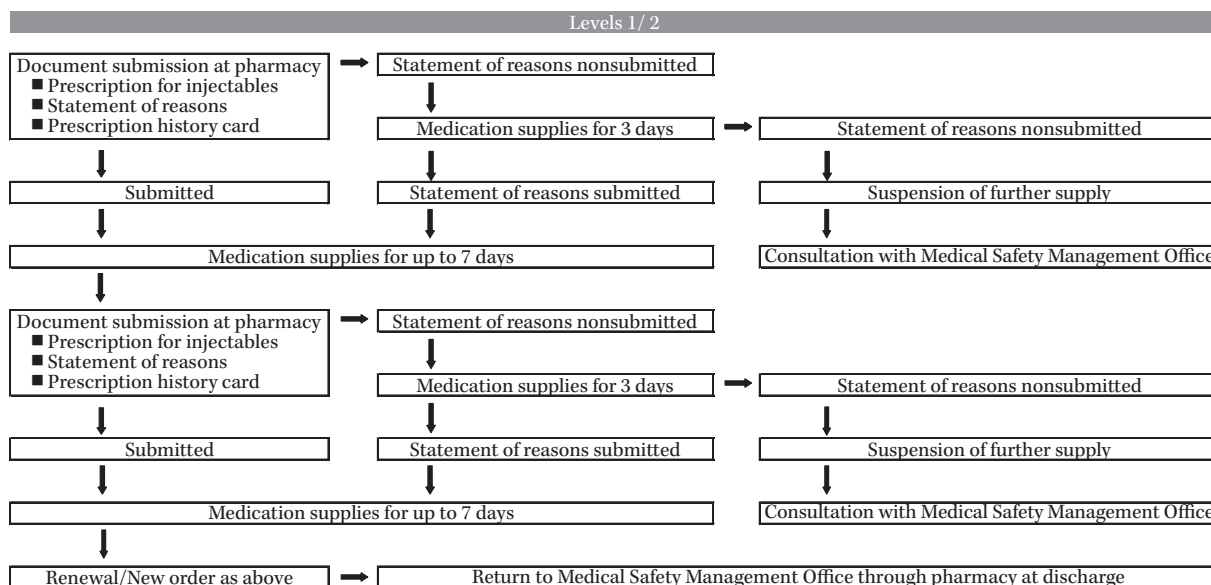 Levels 1/ 2
Document submission at pharmacy
■ Prescription for injectables
■ Statement of reasons
■ Prescription history card
Statement of reasons nonsubmitted
Medication supplies for 3 days
Statement of reasons nonsubmitted
Submitted
Statement of reasons submitted
Suspension of further supply
Medication supplies for up to 7 days
Consultation with Medical Safety Management Office
Document submission at pharmacy
■ Prescription for injectables
■ Statement of reasons
■ Prescription history card
Statement of reasons nonsubmitted
Medication supplies for 3 days
Statement of reasons nonsubmitted
Submitted
Statement of reasons submitted
Suspension of further supply
Medication supplies for up to 7 days
Consultation with Medical Safety Management Office
Renewal/New order as above
Return to Medical Safety Management Office through pharmacy at discharge